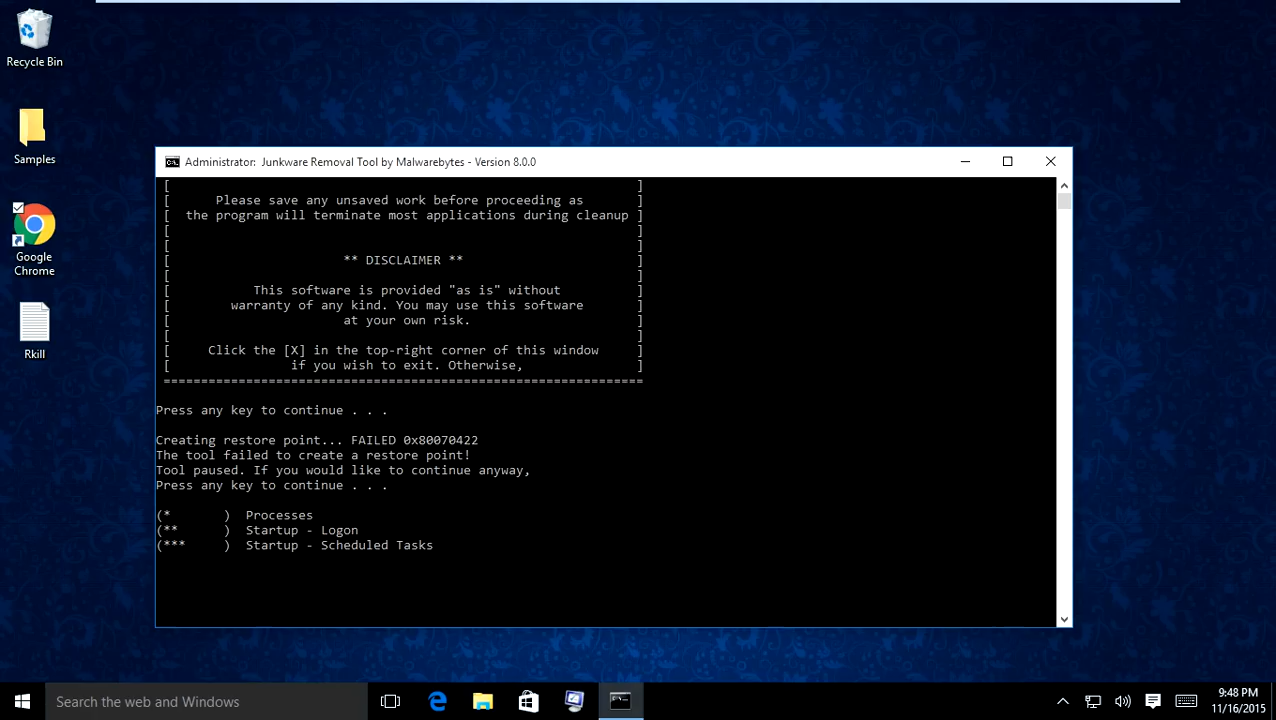 Recycle Bin
Samples
Google
Chrome
Rkill
Administrator:  Junkware Removal Tool by Malwarebytes - Version 8.0.0
[                                                               ]
[      Please save any unsaved work before proceeding as        ]
[  the program will terminate most applications during cleanup ]
[                                                               ]
[                                                               ]
[                       ** DISCLAIMER **                        ]
[                                                               ]
[           This software is provided "as is" without           ]
[        warranty of any kind. You may use this software        ]
[                       at your own risk.                       ]
[                                                               ]
[     Click the [X] in the top-right corner of this window      ]
[                if you wish to exit. Otherwise,                ]
================================================================
Press any key to continue . . .
Creating restore point... FAILED 0x80070422
The tool failed to create a restore point!
Tool paused. If you would like to continue anyway,
Press any key to continue . . .
(*       )  Processes
(**      )  Startup - Logon
(***     )  Startup - Scheduled Tasks
Search the web and Windows
9:48 PM
11/16/2015